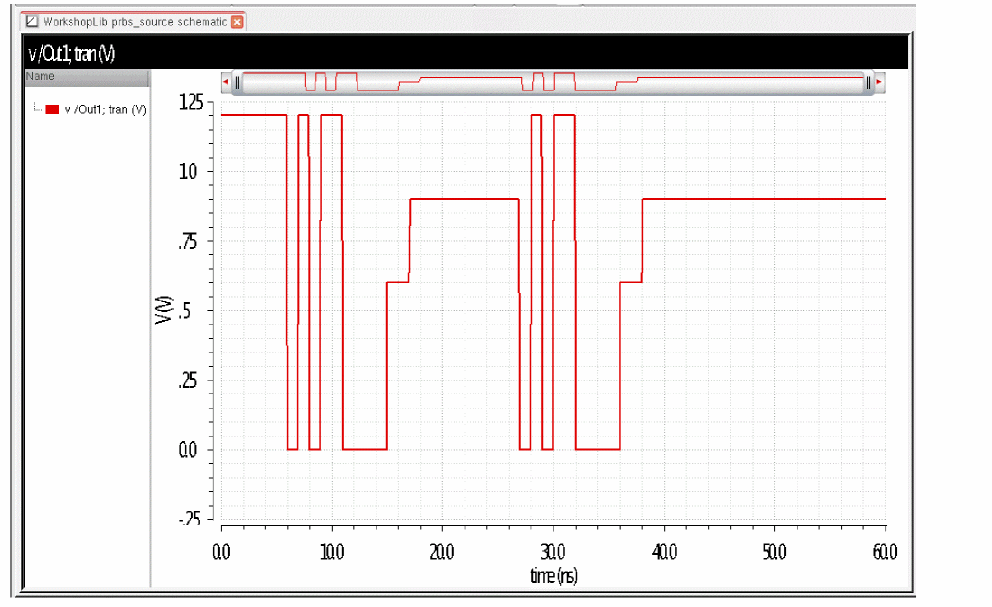 WorkshopLib prbs_source schematic
v /Out1; tran (V)
Name
v /Out1; tran (V)
1.25
1.0
.75
.5
.25
0.0
-.25
V (V)
0.0 10.0 20.0 30.0 40.0 50.0 60.0
time (ns)